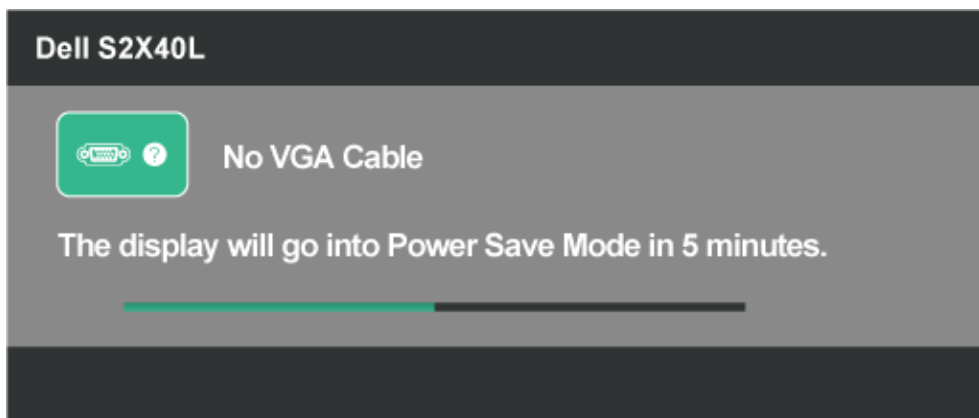 Dell S2X40L
No VGA Cable
The display will go into Power Save Mode in 5 minutes.